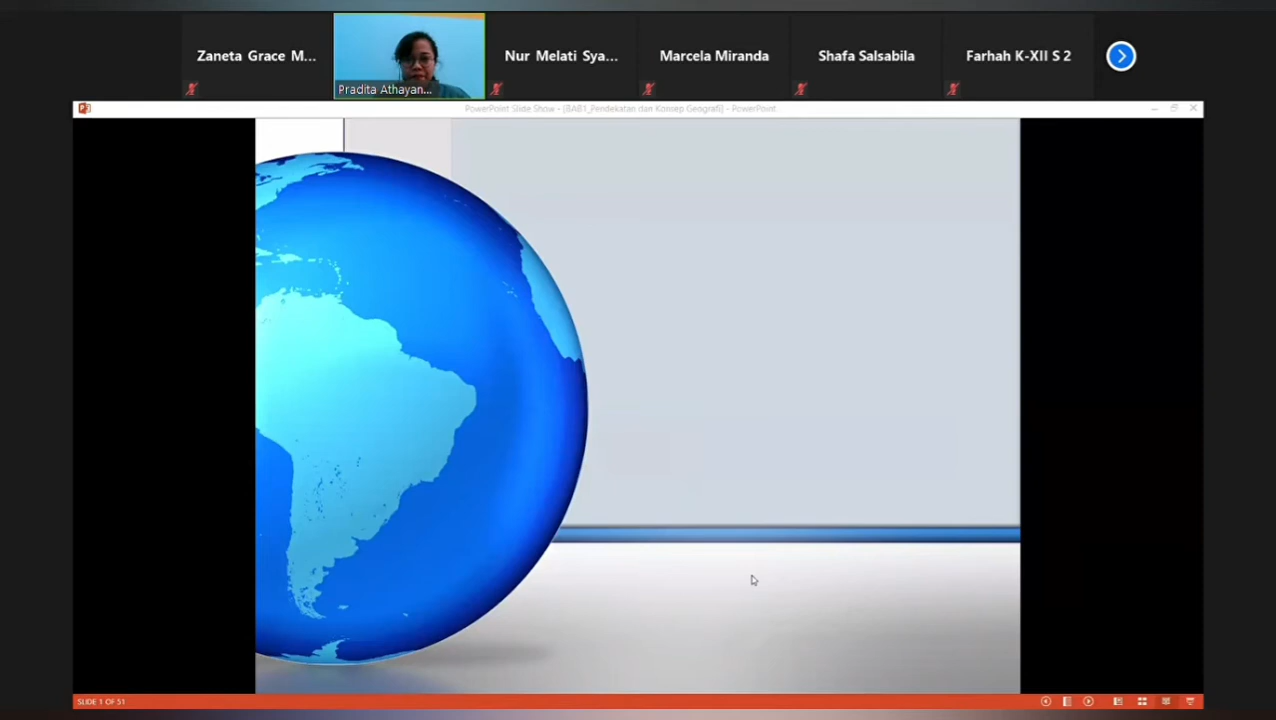 Zaneta Grace M...
Pradita Athayan...
Nur Melati Sya...
Marcela Miranda
Shafa Salsabila
Farhah K-XII S 2
PowerPoint Slide Show - [BAB1_Pendekatan dan Konsep Geografi] - PowerPoint
SLIDE 1 OF 51